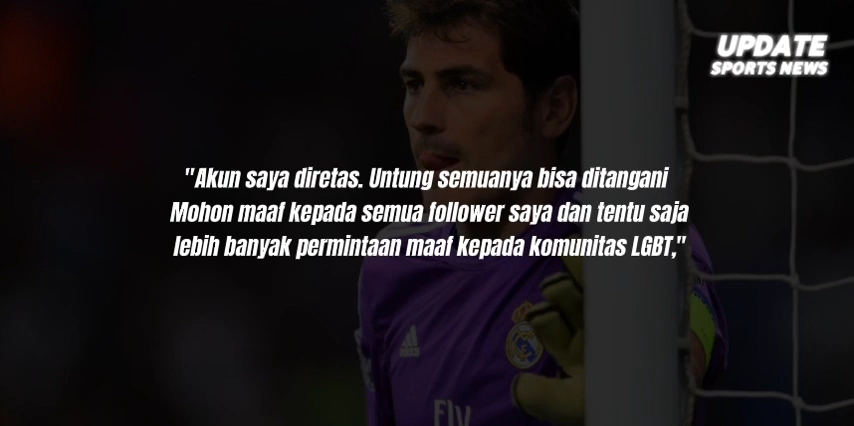 UPDATE
SPORTS NEWS
"Akun saya diretas. Untung semuanya bisa ditangani
Mohon maaf kepada semua follower saya dan tentu saja
lebih banyak permintaan maaf kepada komunitas LGBT,"
Fly